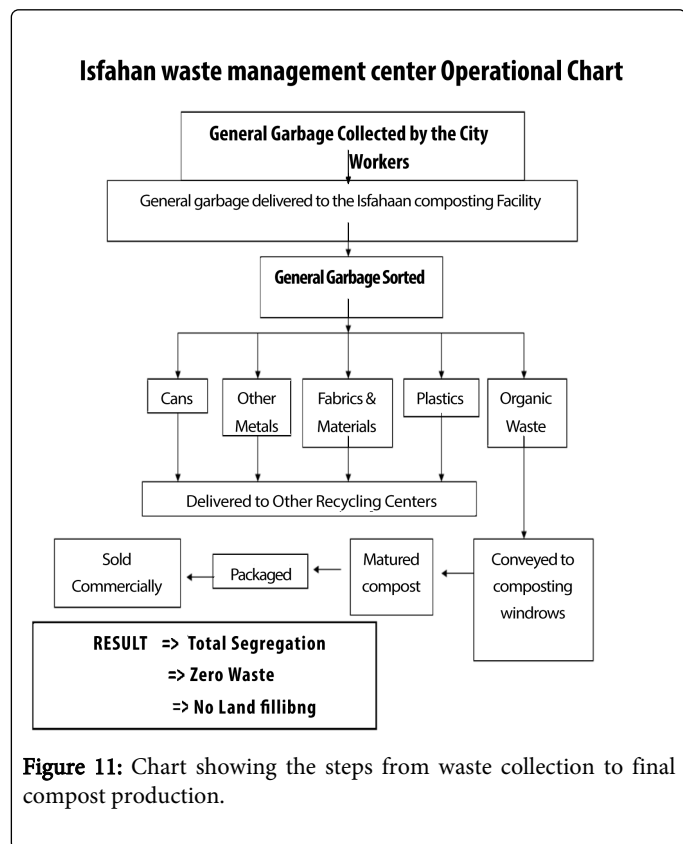 Isfahan waste management center Operational Chart
General Garbage Collected by the City
Workers
General garbage delivered to the Isfahaan composting Facility
General Garbage Sorted
Cans
Other
Metals
Fabrics &
Materials
Plastics
Organic
Waste
Delivered to Other Recycling Centers
Sold
Commercially
Packaged
Matured
compost
Conveyed to
composting
windrows
RESULT => Total Segregation
=> Zero Waste
=> No Land fillibng
Figure 11: Chart showing the steps from waste collection to final
compost production.